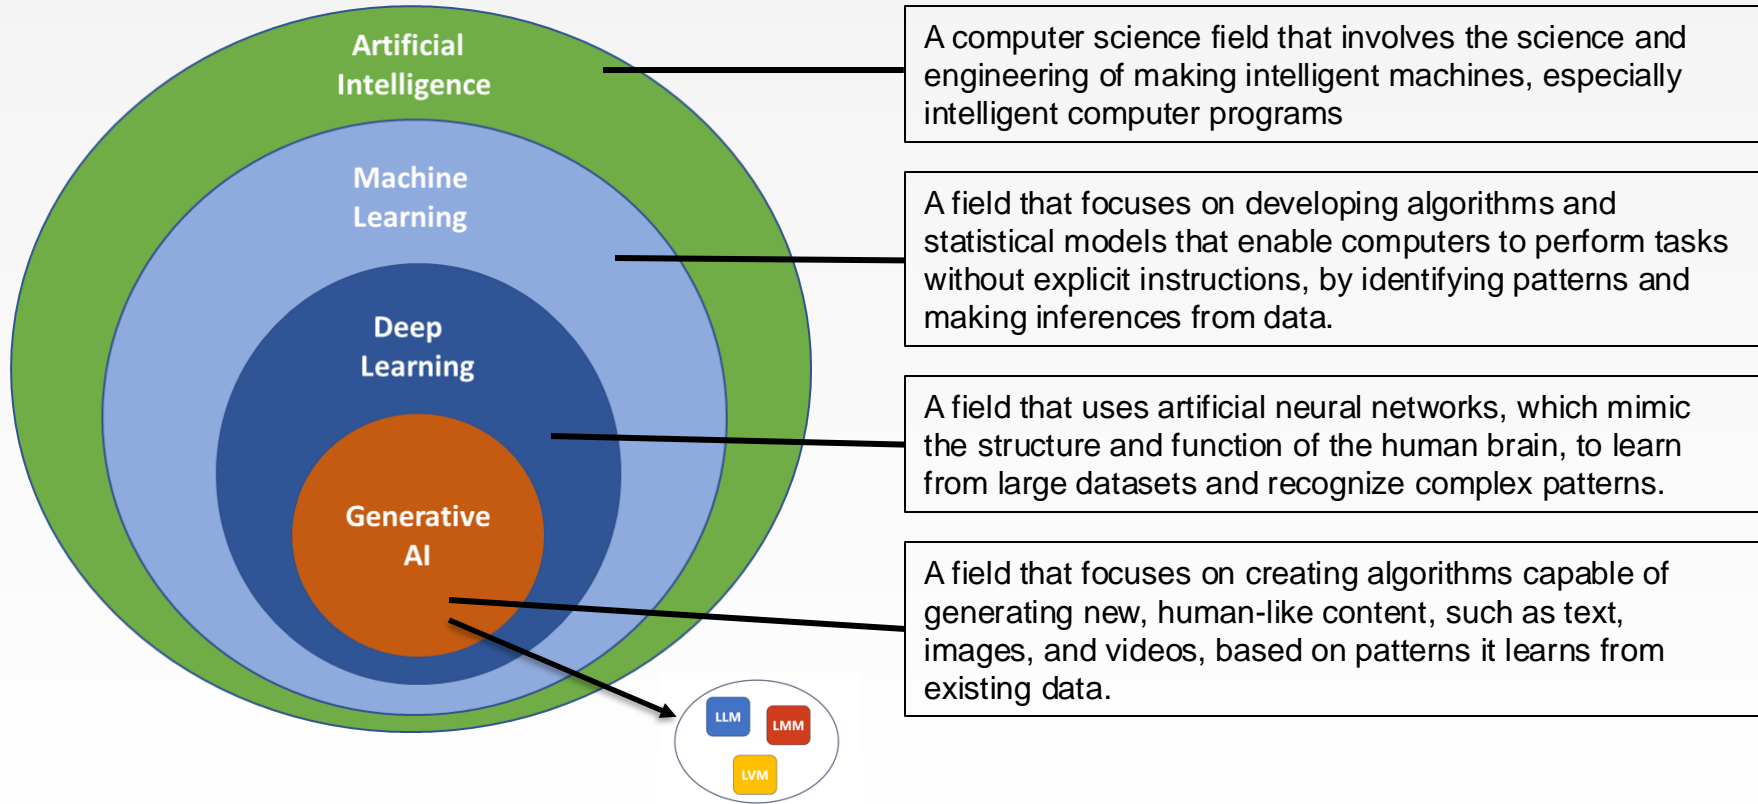 Artificial
Intelligence
Machine
Learning
Deep
Learning
Generative
AI
A computer science field that involves the science and
engineering of making intelligent machines, especially
intelligent computer programs
A field that focuses on developing algorithms and
statistical models that enable computers to perform tasks
without explicit instructions, by identifying patterns and
making inferences from data.
A field that uses artificial neural networks, which mimic
the structure and function of the human brain, to learn
from large datasets and recognize complex patterns.
A field that focuses on creating algorithms capable of
generating new, human-like content, such as text,
images, and videos, based on patterns it learns from
existing data.
LLM
LMM
LVM